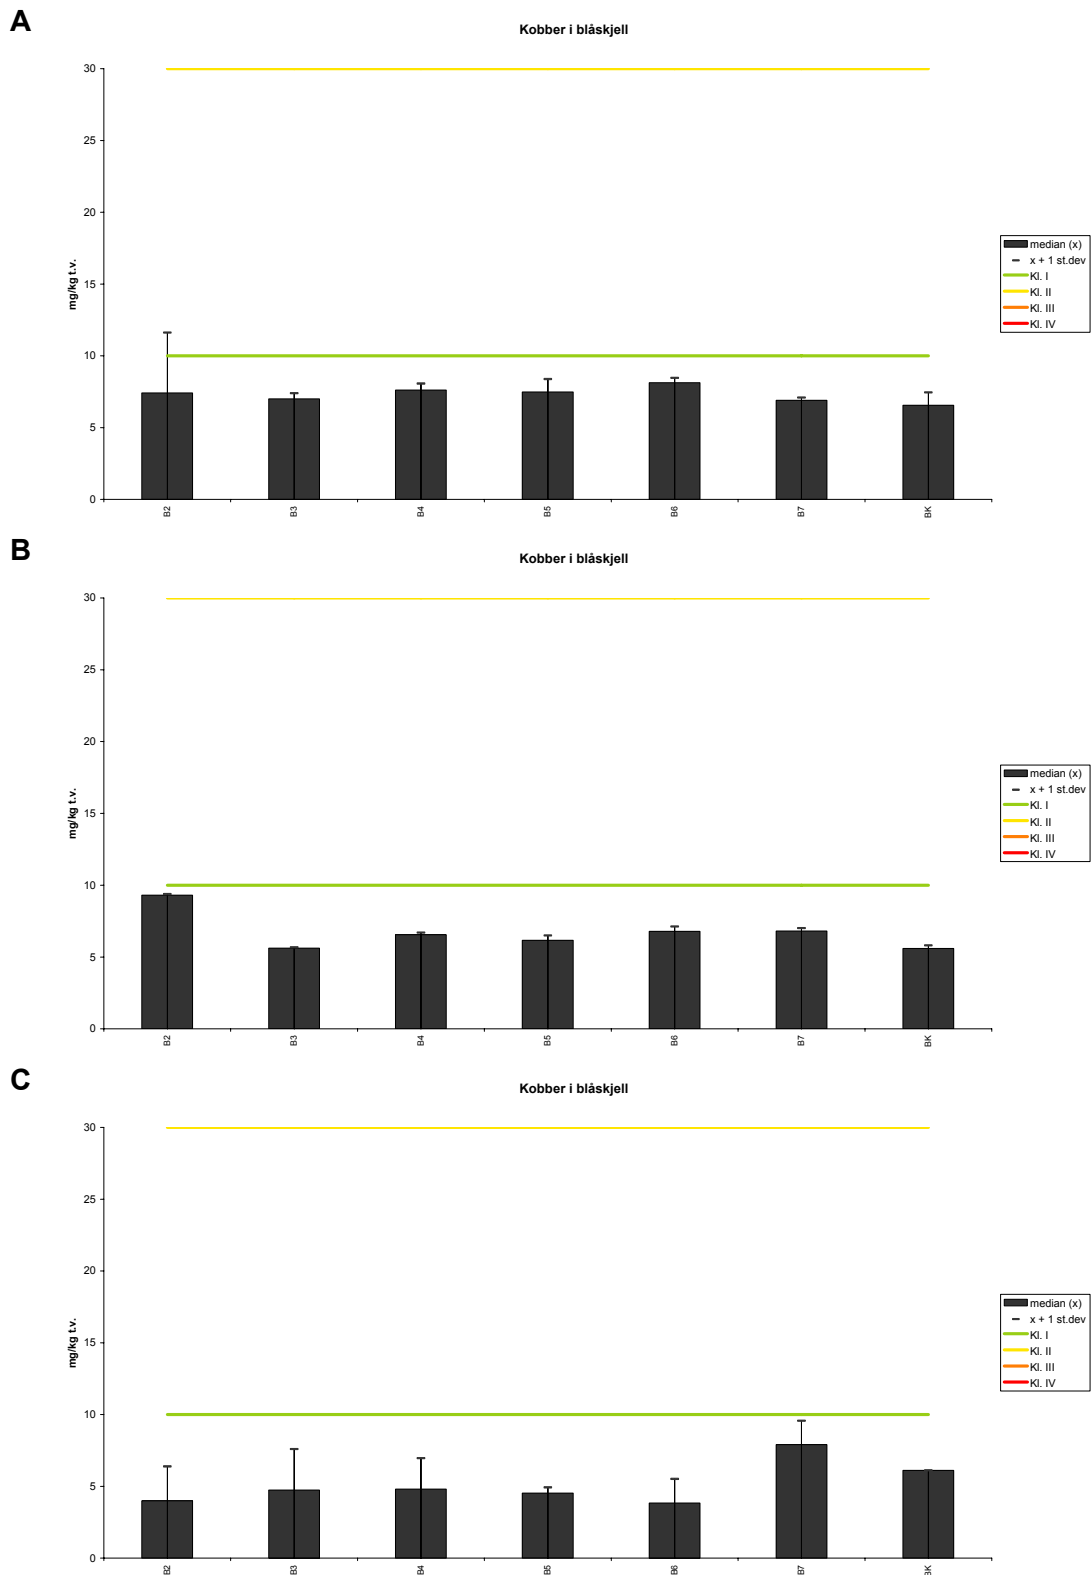 A
Kobber i blåskjell
30
25
20
15
10
5
0
mg/kg t.v.
B2
B3
B4
B5
B6
B7
BK
median (x)
x + 1 st.dev
Kl. I
Kl. II
Kl. III
Kl. IV
B
Kobber i blåskjell
30
25
20
15
10
5
0
mg/kg t.v.
B2
B3
B4
B5
B6
B7
BK
median (x)
x + 1 st.dev
Kl. I
Kl. II
Kl. III
Kl. IV
C
Kobber i blåskjell
30
25
20
15
10
5
0
mg/kg t.v.
B2
B3
B4
B5
B6
B7
BK
median (x)
x + 1 st.dev
Kl. I
Kl. II
Kl. III
Kl. IV